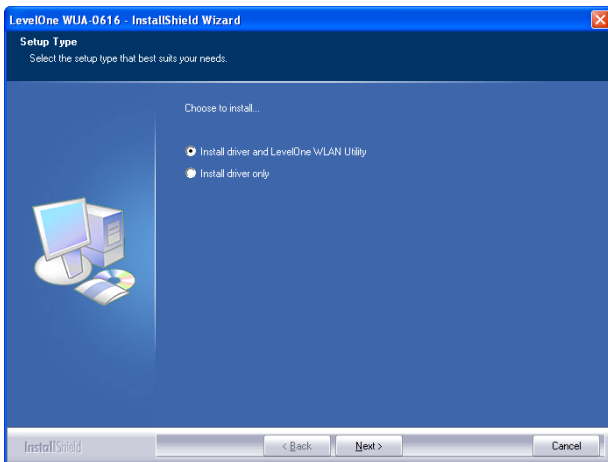 LevelOne WUA-0616 - InstallShield Wizard
Setup Type
Select the setup type that best suits your needs.
Choose to install...
Install driver and LevelOne WLAN Utility
Install driver only
InstallShield
< Back Next > Cancel